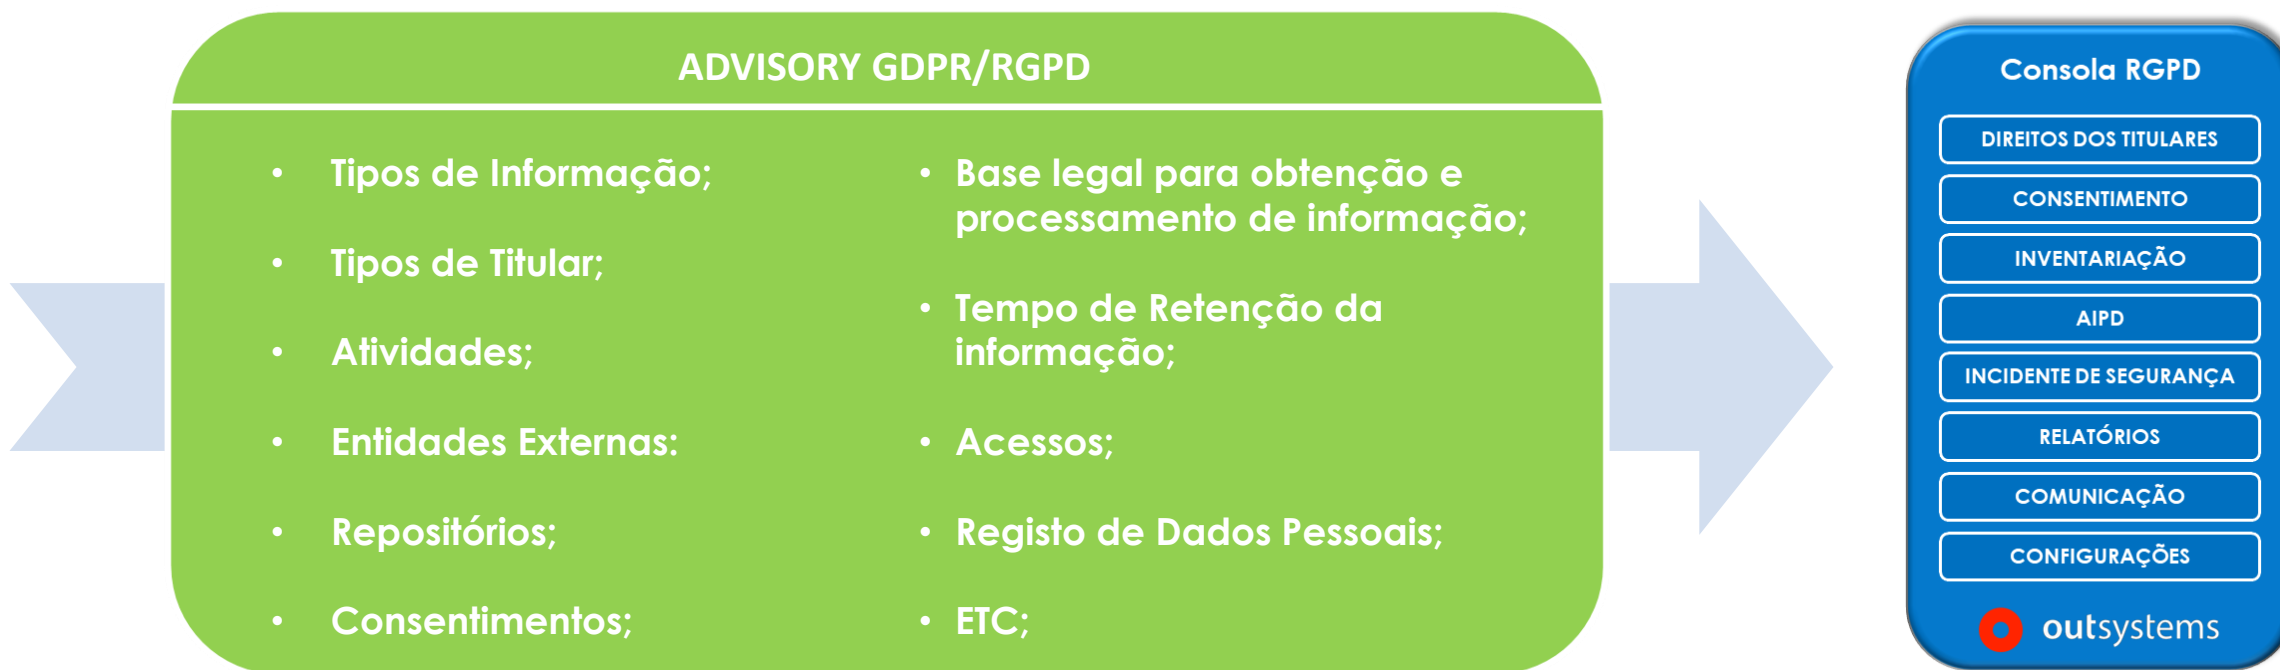 ADVISORY GDPR/RGPD
• Tipos de Informação;
• Tipos de Titular;
• Atividades;
• Entidades Externas:
• Repositórios;
• Consentimentos;
• Base legal para obtenção e
processamento de informação;
• Tempo de Retenção da
informação;
• Acessos;
• Registo de Dados Pessoais;
• ETC;
Consola RGPD
DIREITOS DOS TITULARES
CONSENTIMENTO
INVENTARIAÇÃO
AIPD
INCIDENTE DE SEGURANÇA
RELATÓRIOS
COMUNICAÇÃO
CONFIGURAÇÕES
outsystems